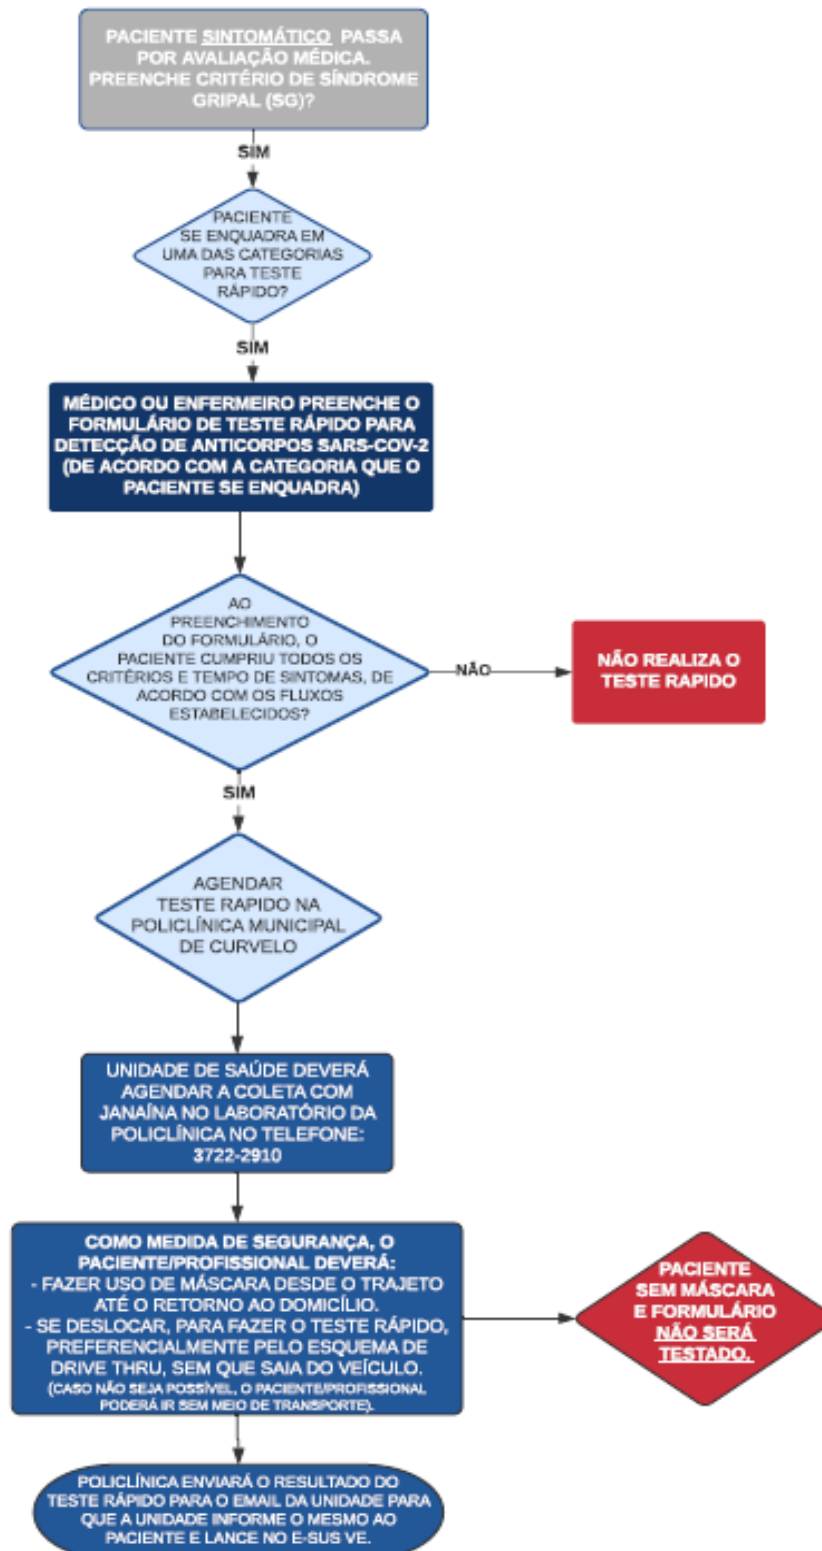 PACIENTE SINTOMÁTICO PASSA
POR AVALIAÇÃO MÉDICA.
PREENCHE CRITÉRIO DE SÍNDROME
GRIPAL (SG)?
SIM
PACIENTE
SE ENQUADRA EM
UMA DAS CATEGORIAS
PARA TESTE
RÁPIDO?
SIM
MÉDICO OU ENFERMEIRO PREENCHE O
FORMULÁRIO DE TESTE RÁPIDO PARA
DETECÇÃO DE ANTICORPOS SARS-COV-2
(DE ACORDO COM A CATEGORIA QUE O
PACIENTE SE ENQUADRA)
AO
PREENCHIMENTO
DO FORMULÁRIO, O
PACIENTE CUMPRIU TODOS OS
CRITÉRIOS E TEMPO DE SINTOMAS, DE
ACORDO COM OS FLUXOS
ESTABELECIDOS?
NÃO
NÃO REALIZA O
TESTE RAPIDO
SIM
AGENDAR
TESTE RAPIDO NA
POLICLÍNICA MUNICIPAL
DE CURVELO
UNIDADE DE SAÚDE DEVERÁ
AGENDAR A COLETA COM
JANAÍNA NO LABORATÓRIO DA
POLICLÍNICA NO TELEFONE:
3722-2910
COMO MEDIDA DE SEGURANÇA, O
PACIENTE/PROFISSIONAL DEVERÁ:
- FAZER USO DE MÁSCARA DESDE O TRAJETO
ATÉ O RETORNO AO DOMICÍLIO.
- SE DESLOCAR, PARA FAZER O TESTE RÁPIDO,
PREFERENCIALMENTE PELO ESQUEMA DE
DRIVE THRU, SEM QUE SAIA DO VEÍCULO.
(CASO NÃO SEJA POSSÍVEL, O PACIENTE/PROFISSIONAL
PODERÁ IR SEM MEIO DE TRANSPORTE).
PACIENTE
SEM MÁSCARA
E FORMULÁRIO
NÃO SERÁ
TESTADO.
POLICLÍNICA ENVIARÁ O RESULTADO DO
TESTE RÁPIDO PARA O EMAIL DA UNIDADE PARA
QUE A UNIDADE INFORME O MESMO AO
PACIENTE E LANCE NO E-SUS VE.